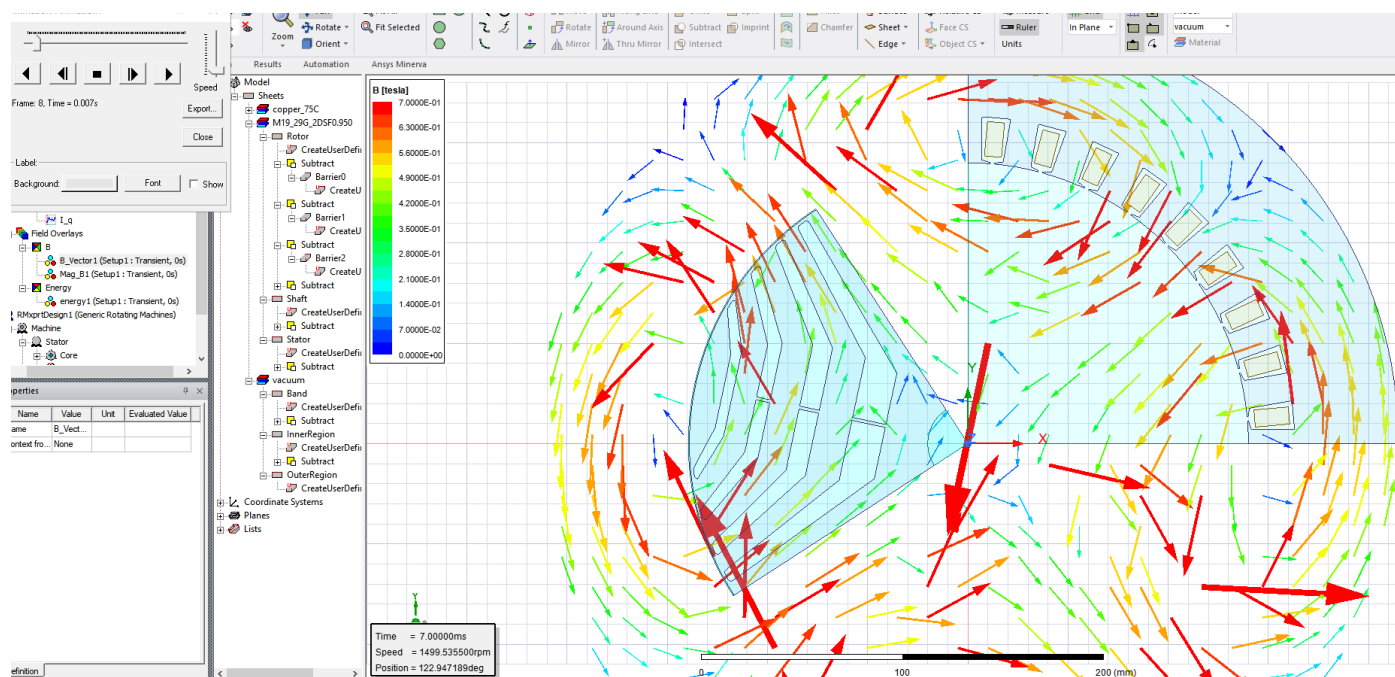 Zoom
Rotate
Orient
Fit Selected
Rotate
Around Axis
Subtract
Imprint
Chamfer
Mirror
Thru Mirror
Intersect
Sheet
Edge
Face CS
Object CS
Ruler
Units
In Plane
vacuum
Material
Results
Automation
Ansys Minerva
Speed
Frame: 8, Time = 0.007s
Export...
Close
Label:
Background:
Font
Show
I_q
Field Overlays
B
B_Vector1 (Setup1 : Transient, 0s)
Mag_B1 (Setup1 : Transient, 0s)
Energy
energy1 (Setup1 : Transient, 0s)
RMxprtDesign1 (Generic Rotating Machines)
Machine
Stator
Core
operties
Name Value Unit Evaluated Value
ame B_Vect...
ontext fro... None
efinition
Model
Sheets
copper_75C
M19_29G_2DSF0.950
Rotor
CreateUserDefi
Subtract
Barrier0
CreateU
Subtract
Barrier1
CreateU
Subtract
Barrier2
CreateU
Subtract
Shaft
CreateUserDefi
Subtract
Stator
CreateUserDefi
Subtract
vacuum
Band
CreateUserDefi
Subtract
InnerRegion
CreateUserDefi
Subtract
OuterRegion
CreateUserDefi
Coordinate Systems
Planes
Lists
B [tesla]
7.0000E-01
6.3000E-01
5.6000E-01
4.9000E-01
4.2000E-01
3.5000E-01
2.8000E-01
2.1000E-01
1.4000E-01
7.0000E-02
0.0000E+00
Y
X
Y
Time = 7.00000ms
Speed = 1499.535500rpm
Position = 122.947189deg
0 100 200 (mm)